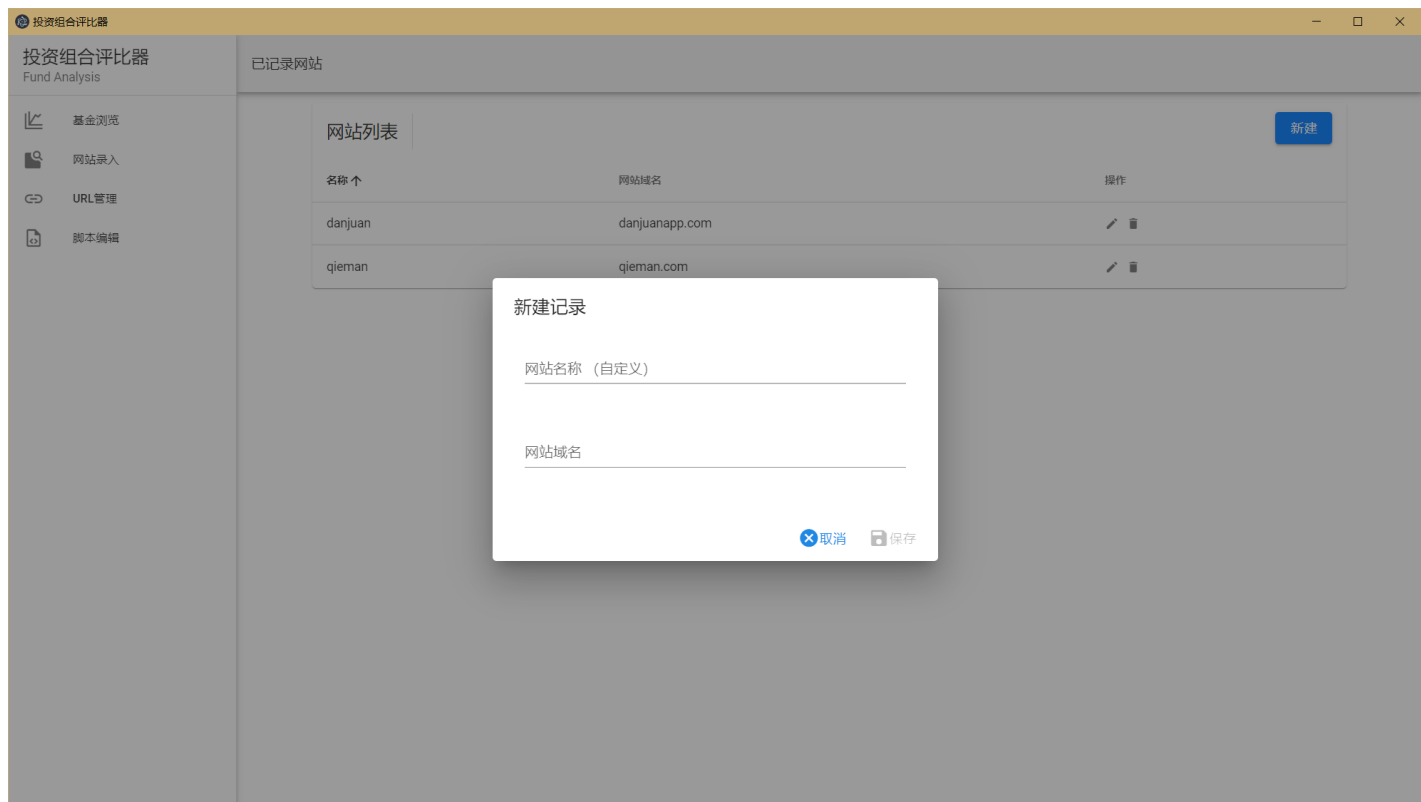 投资组合评比器
投资组合评比器
Fund Analysis
已记录网站
基金浏览
网站录入
URL管理
脚本编辑
网站列表
新建
名称 网站域名 操作
danjuan danjuanapp.com
qieman qieman.com
新建记录
网站名称 （自定义）
网站域名
取消 保存